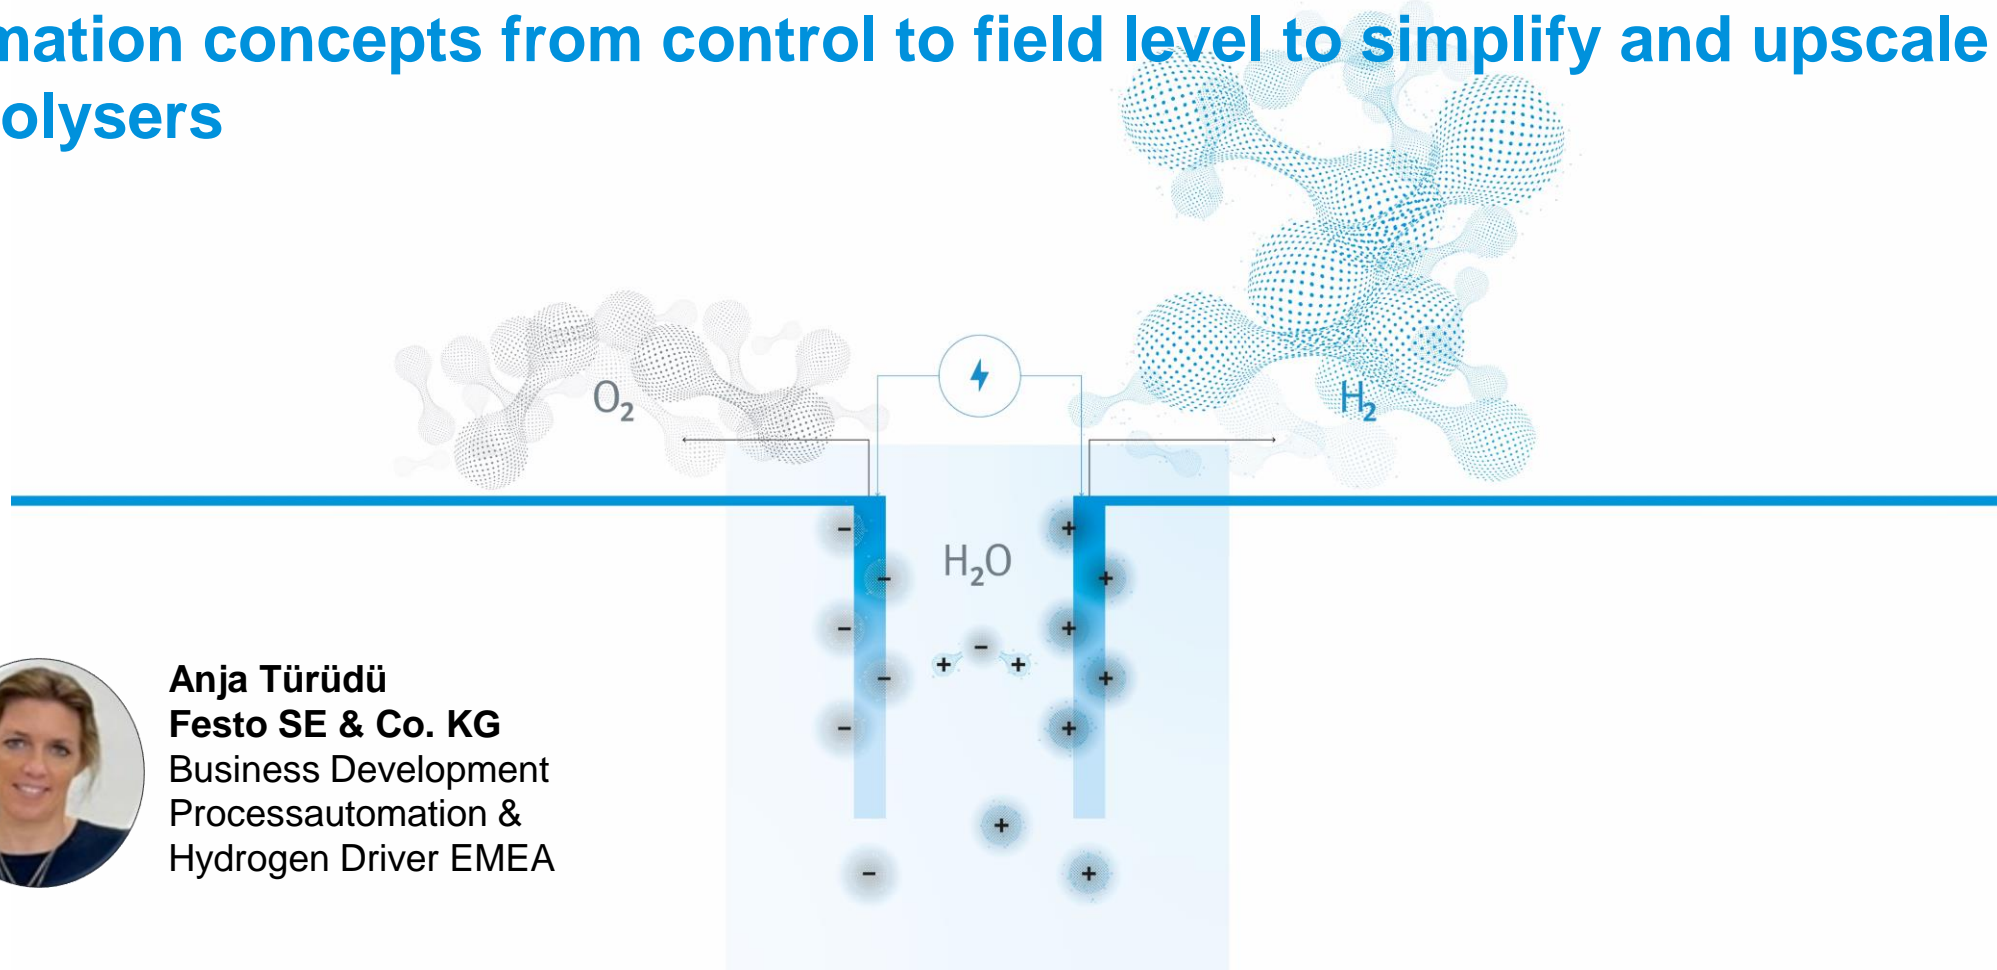 mation concepts from control to field level to simplify and upscale
olysers
O₂
H₂
H₂O
− +
− +
− +
− +
− +
+ − +
+
− +
Anja Türüdü
Festo SE & Co. KG
Business Development
Processautomation &
Hydrogen Driver EMEA